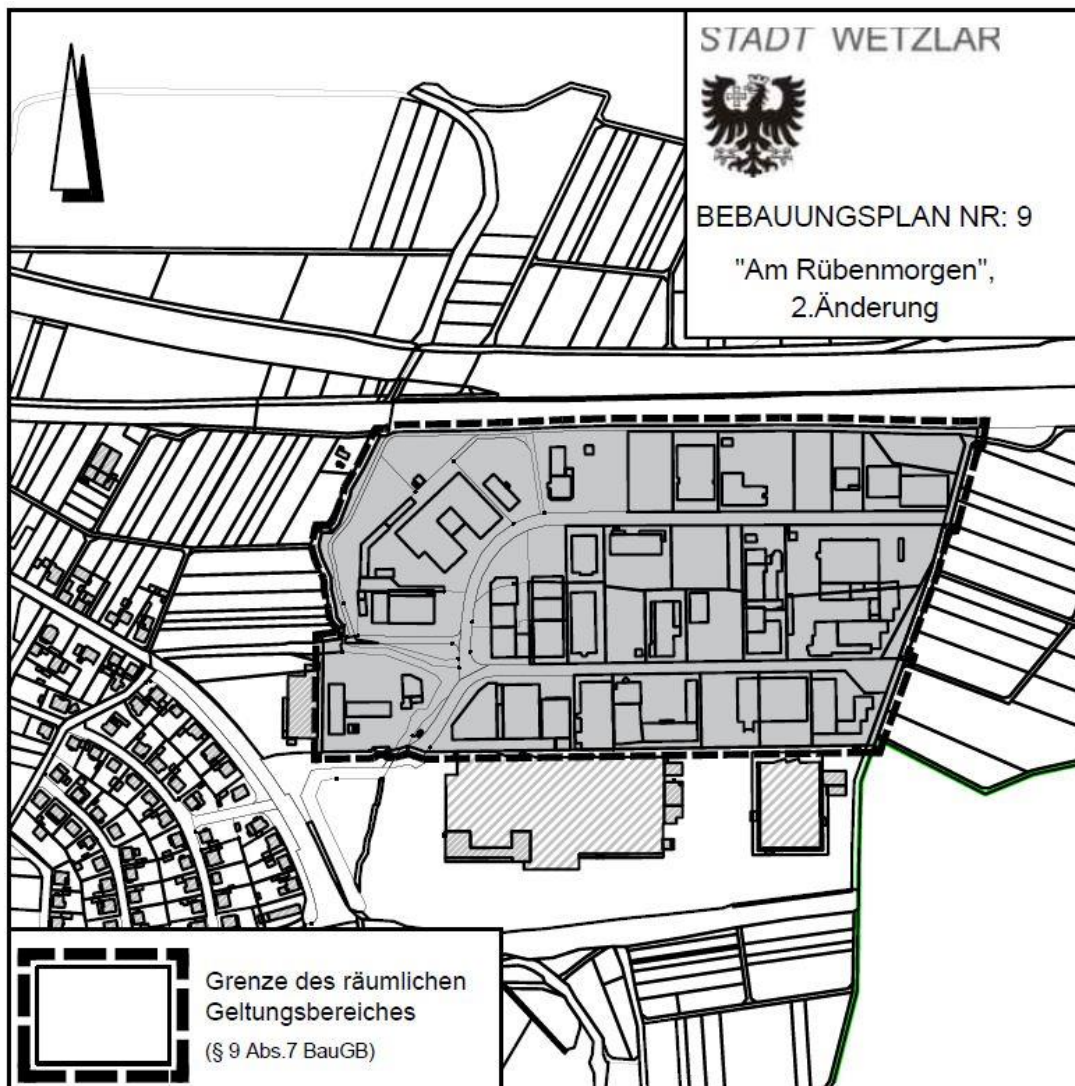 STADT WETZLAR
BEBAUUNGSPLAN NR: 9
"Am Rübenmorgen",
2.Änderung
Grenze des räumlichen
Geltungsbereiches
(§ 9 Abs.7 BauGB)